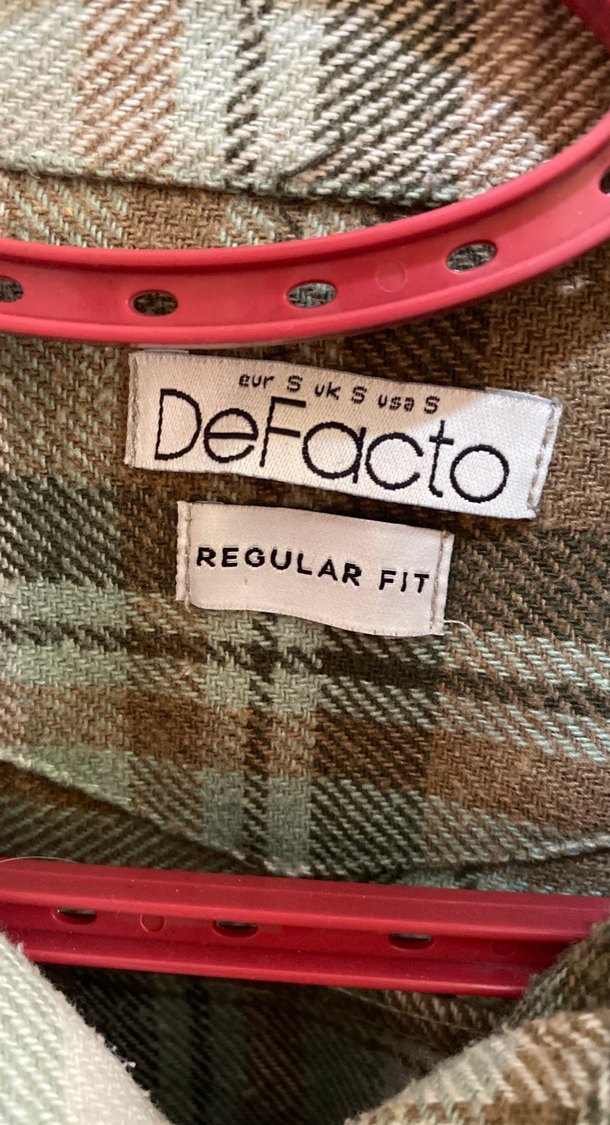 eur S uk S usa S
DeFacto
REGULAR FIT